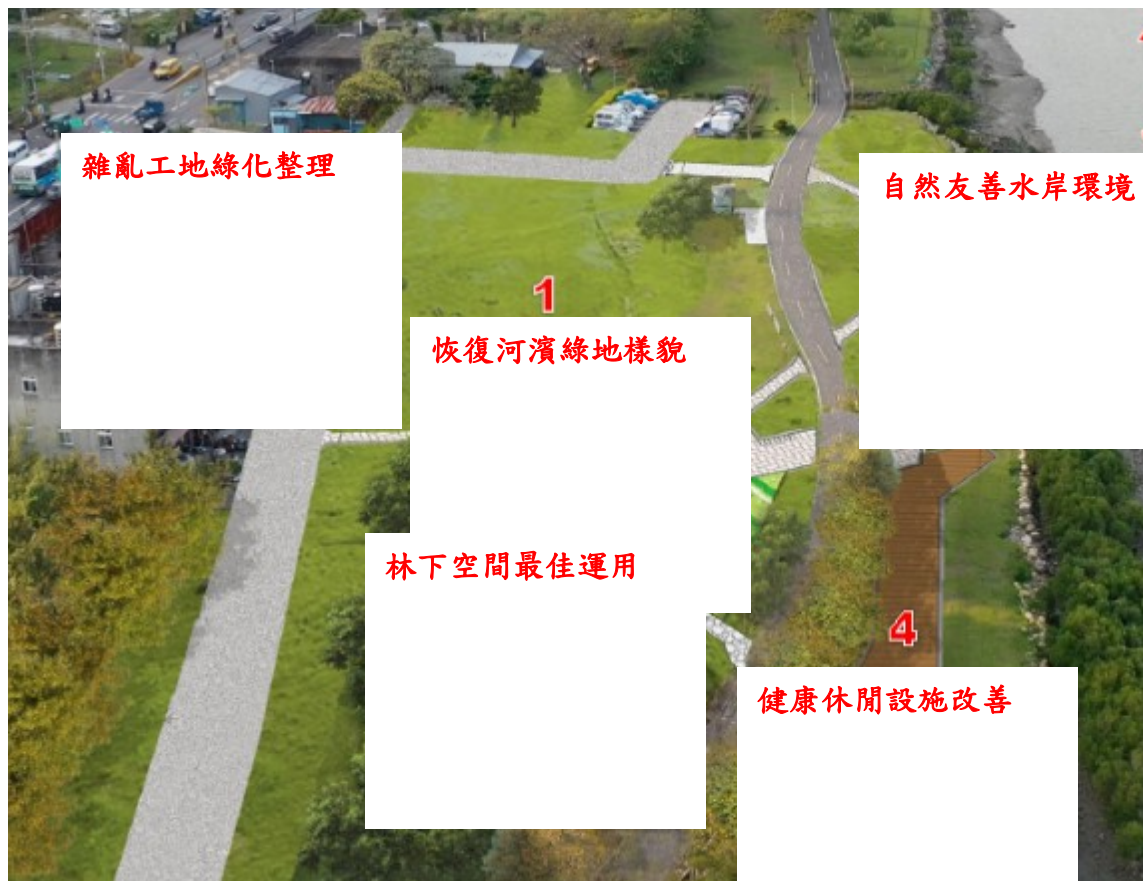 雜亂工地綠化整理
自然友善水岸環境
1
恢復河濱綠地樣貌
林下空間最佳運用
4
健康休閒設施改善